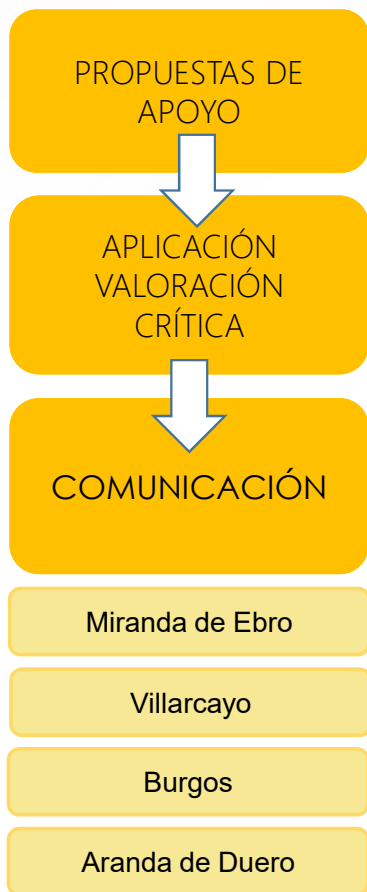 PROPUESTAS DE
APOYO
APLICACIÓN
VALORACIÓN
CRÍTICA
COMUNICACIÓN
Miranda de Ebro
Villarcayo
Burgos
Aranda de Duero